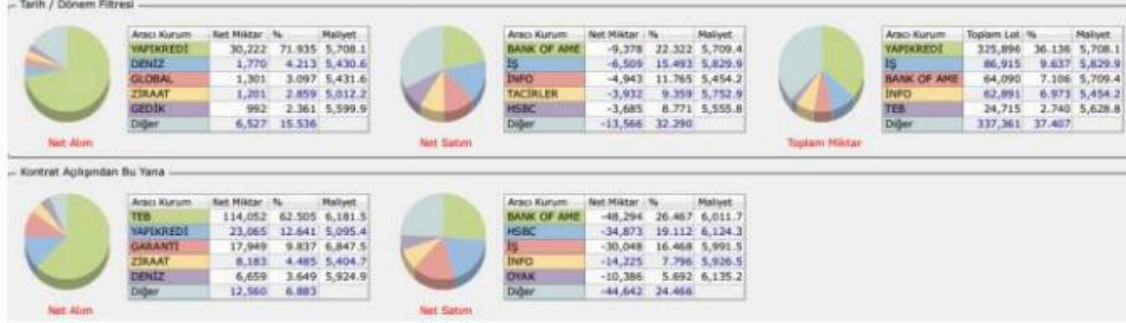 Tarih / Dönem Filtresi
Aracı Kurum Net Miktar % Maliyet
YAPIKREDİ 30,222 71.935 5,708.1
DENİZ 1,770 4.213 5,430.6
GLOBAL 1,301 3.097 5,431.6
ZİRAAT 1,201 2.859 5,012.2
GEDİK 992 2.361 5,599.9
Diğer 6,527 15.536
Net Alım
Aracı Kurum Net Miktar % Maliyet
BANK OF AME -9,378 22.322 5,709.4
İŞ -6,509 15.493 5,829.9
İNFO -4,943 11.765 5,454.2
TACİRLER -3,932 9.359 5,752.9
HSBC -3,685 8.771 5,555.8
Diğer -13,566 32.290
Net Satım
Aracı Kurum Toplam Lot % Maliyet
YAPIKREDİ 325,896 36.136 5,708.1
İŞ 86,915 9.637 5,829.9
BANK OF AME 64,090 7.106 5,709.4
İNFO 62,891 6.973 5,454.2
TEB 24,715 2.740 5,628.8
Diğer 337,361 37.407
Toplam Miktar
Kontrat Açılışından Bu Yana
Aracı Kurum Net Miktar % Maliyet
TEB 114,052 62.505 6,181.5
YAPIKREDİ 23,065 12.641 5,095.4
GARANTİ 17,949 9.837 6,847.5
ZİRAAT 8,183 4.485 5,404.7
DENİZ 6,659 3.649 5,924.9
Diğer 12,560 6.883
Net Alım
Aracı Kurum Net Miktar % Maliyet
BANK OF AME -48,294 26.467 6,011.7
HSBC -34,873 19.112 6,124.3
İŞ -30,048 16.468 5,991.5
İNFO -14,225 7.796 5,926.5
OYAK -10,386 5.692 6,135.2
Diğer -44,642 24.466
Net Satım